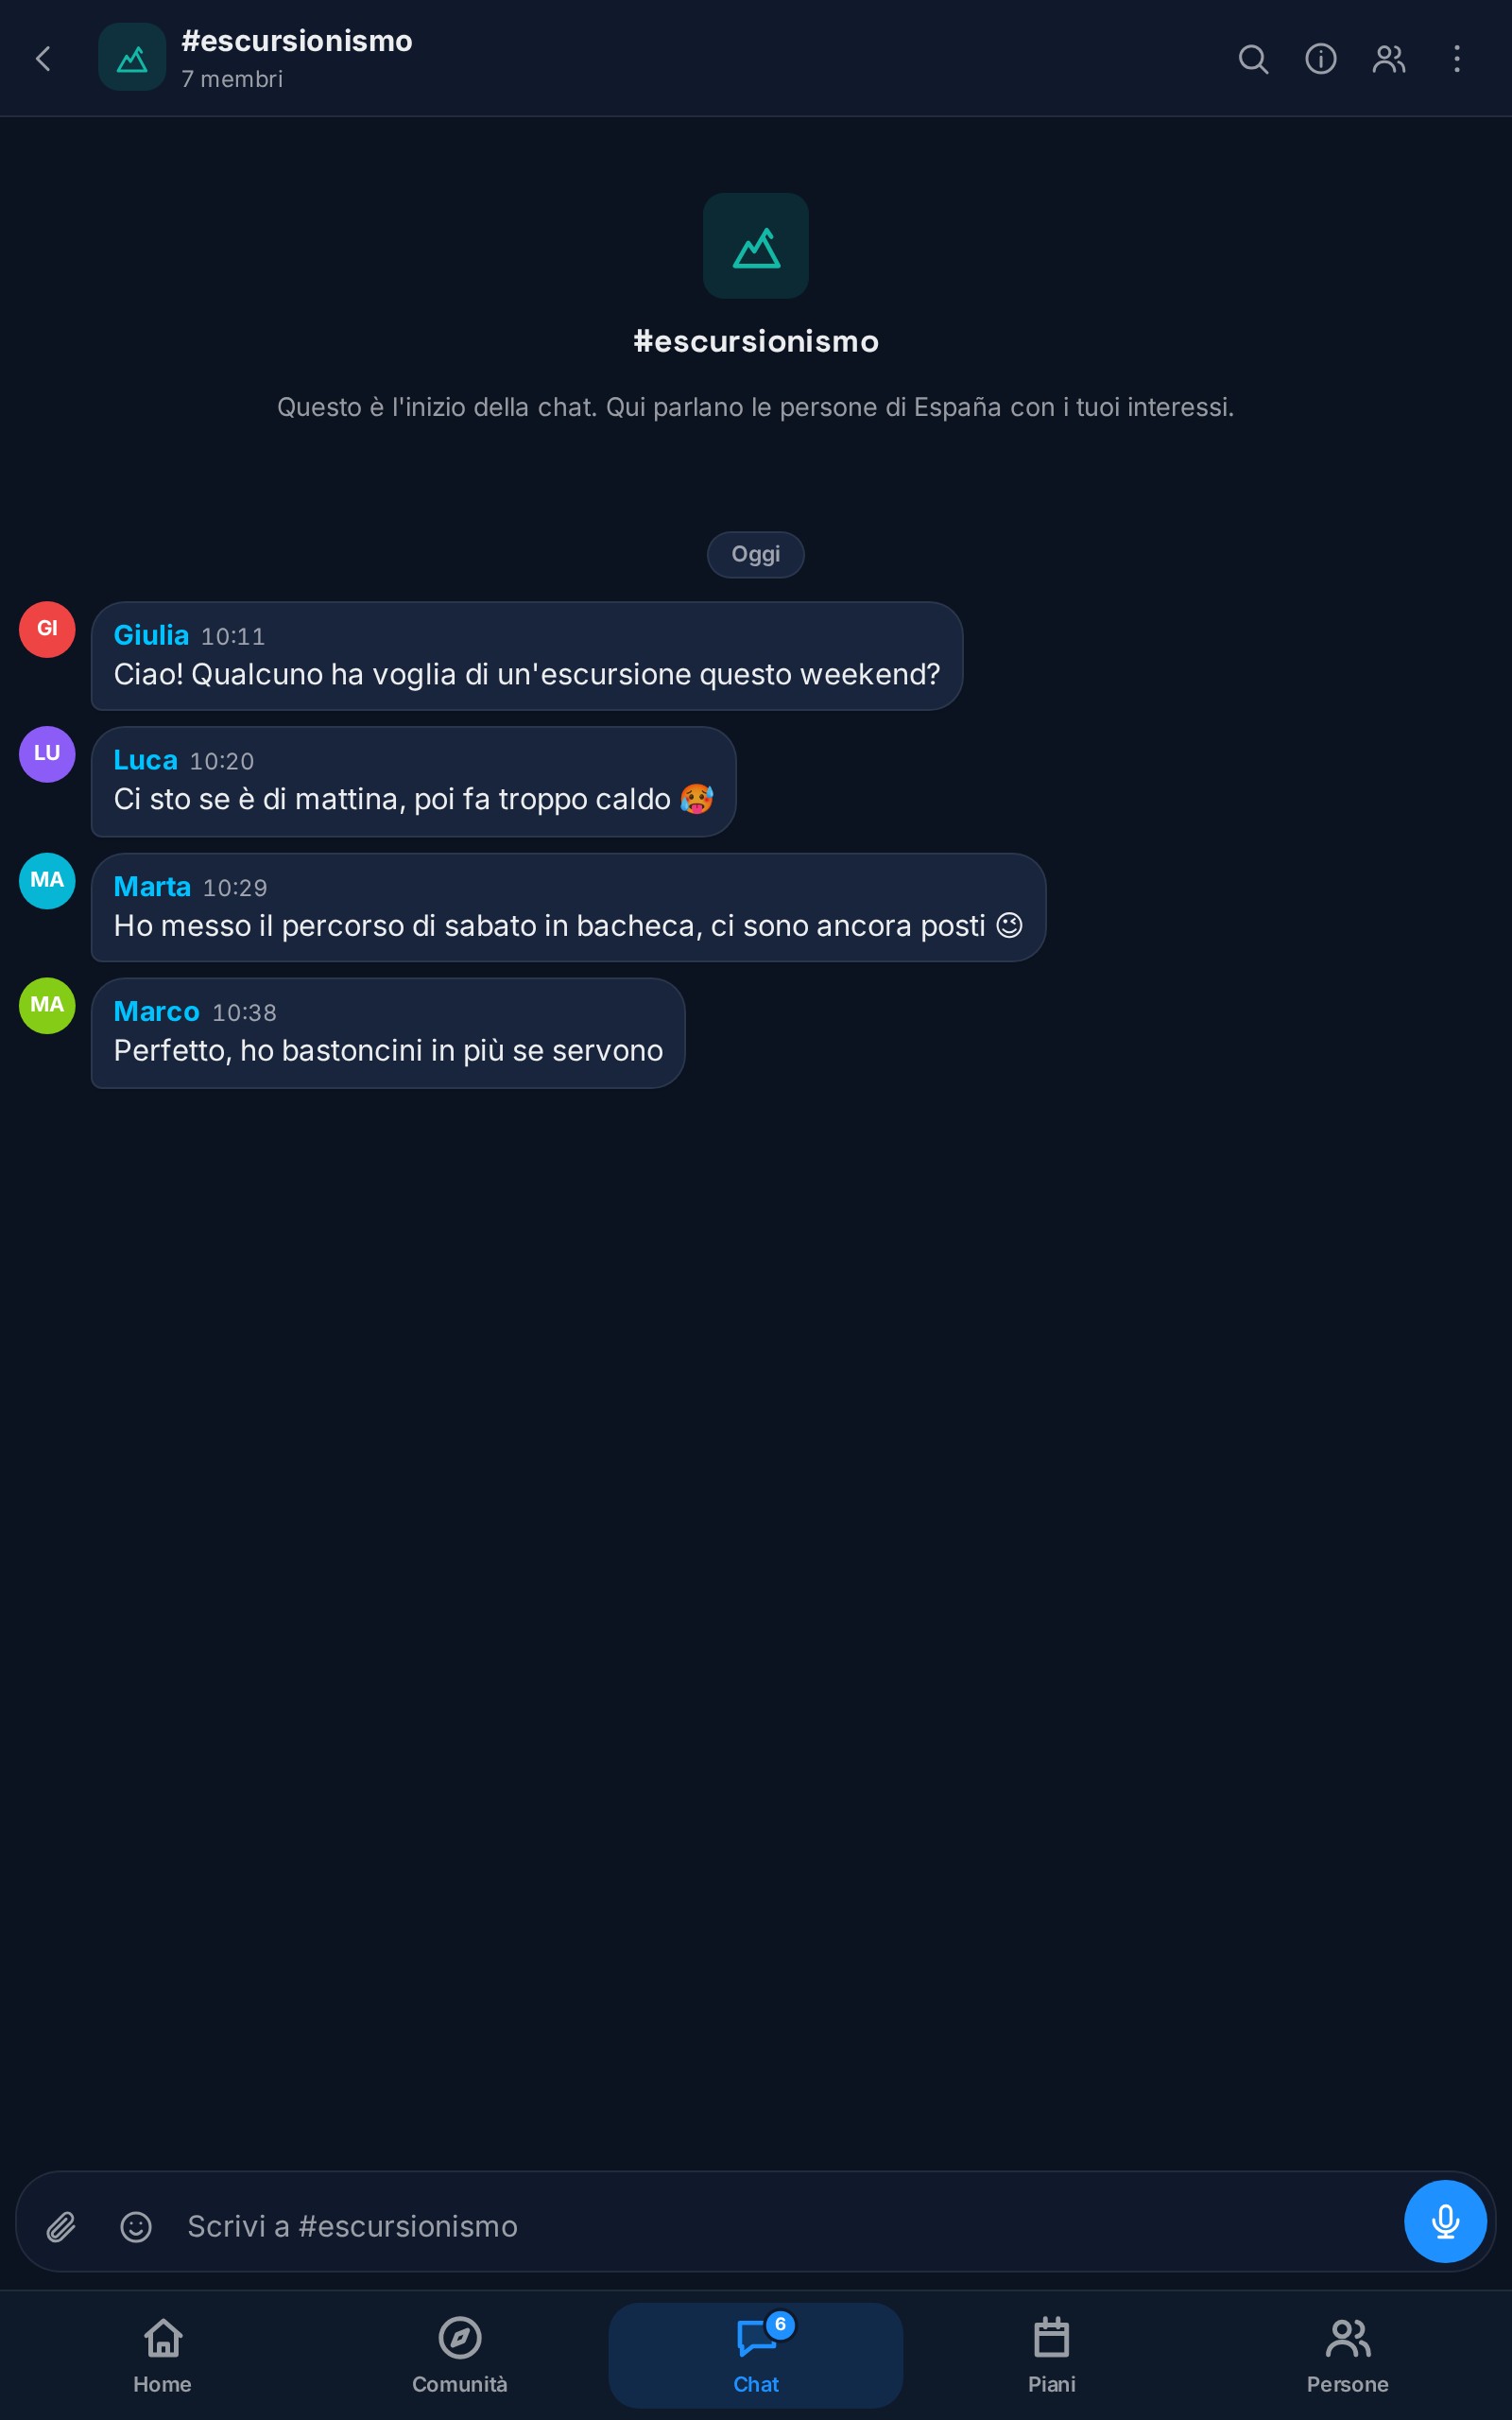 #escursionismo
7 membri
#escursionismo
Questo è l'inizio della chat. Qui parlano le persone di España con i tuoi interessi.
Oggi
GI
Giulia 10:11
Ciao! Qualcuno ha voglia di un'escursione questo weekend?
LU
Luca 10:20
Ci sto se è di mattina, poi fa troppo caldo 🥵
MA
Marta 10:29
Ho messo il percorso di sabato in bacheca, ci sono ancora posti 😉
MA
Marco 10:38
Perfetto, ho bastoncini in più se servono
Scrivi a #escursionismo
6
Home Comunità Chat Piani Persone